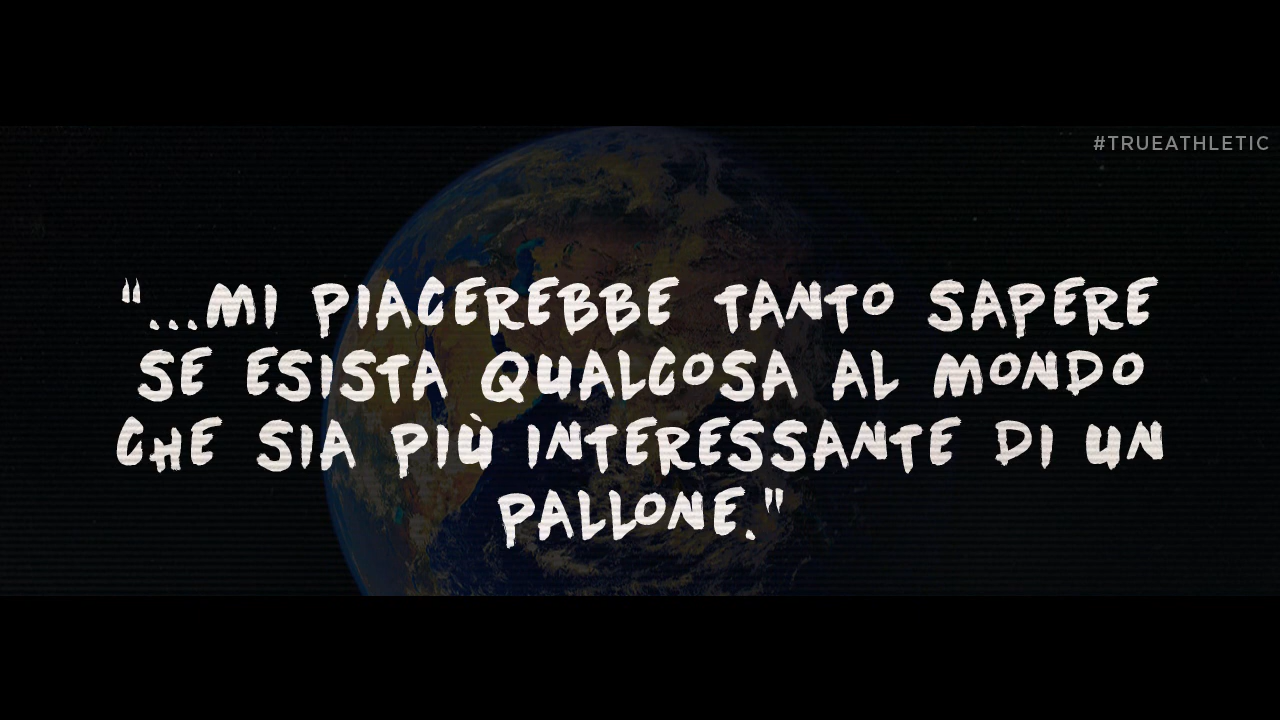 #TRUEATHLETIC
"...MI PIACEREBBE TANTO SAPERE
SE ESISTA QUALCOSA AL MONDO
CHE SIA PIÙ INTERESSANTE DI UN
PALLONE."